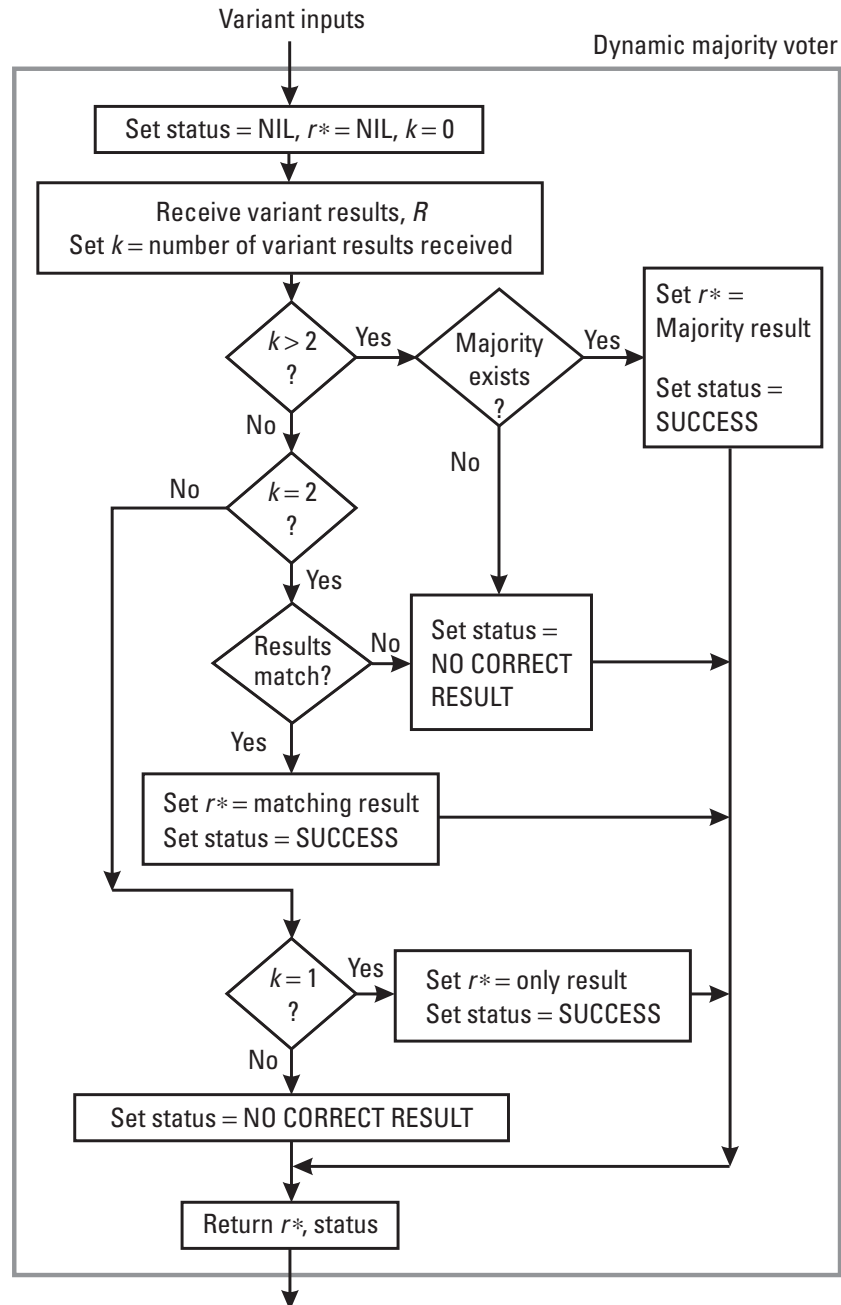 Variant inputs
Dynamic majority voter
Set status = NIL, r* = NIL, k = 0
Receive variant results, R
Set k = number of variant results received
k > 2
?
Yes
Majority
exists
?
Yes
Set r* =
Majority result
Set status =
SUCCESS
No
No
k = 2
?
No
Yes
Results
match?
No
Set status =
NO CORRECT
RESULT
Yes
Set r* = matching result
Set status = SUCCESS
k = 1
?
Yes
Set r* = only result
Set status = SUCCESS
No
Set status = NO CORRECT RESULT
Return r*, status